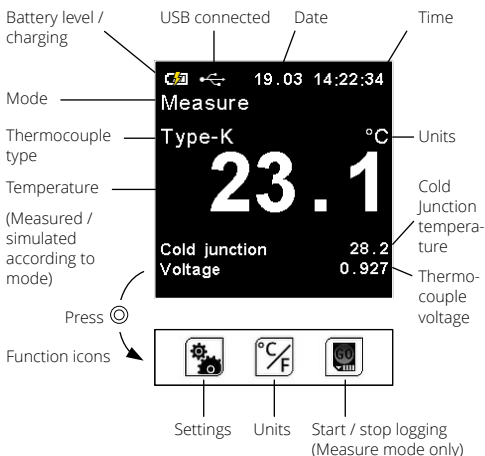 Battery level /
charging
USB connected
Date
Time
19.03 14:22:34
Mode
Measure
Thermocouple
type
Type-K
°C
Units
Temperature
23.1
(Measured /
simulated
according to
mode)
Cold
Junction
tempera-
ture
Cold junction 28.2
Voltage 0.927
Thermo-
couple
voltage
Press
Function icons
°C/F
GO
Settings
Units
Start / stop logging
(Measure mode only)